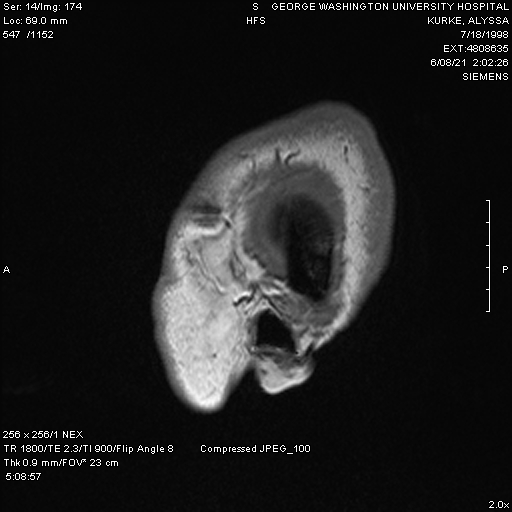 Ser: 14/Img: 174
Loc: 69.0 mm
547 /1152
S
HFS
GEORGE WASHINGTON UNIVERSITY HOSPITAL
KURKE, ALYSSA
7/18/1998
EXT:4808635
6/08/21 2:02:26
SIEMENS
A
P
256 x 256/1 NEX
TR 1800/TE 2.3/TI 900/Flip Angle 8
Compressed JPEG_100
Thk 0.9 mm/FOV* 23 cm
5:08:57
2.0x